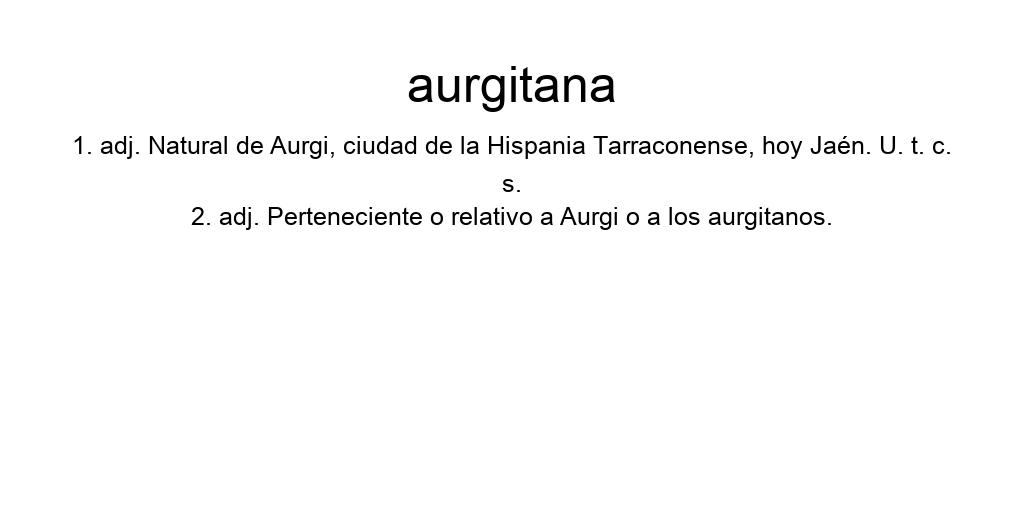 aurgitana
1. adj. Natural de Aurgi, ciudad de la Hispania Tarraconense, hoy Jaén. U. t. c.
s.
2. adj. Perteneciente o relativo a Aurgi o a los aurgitanos.